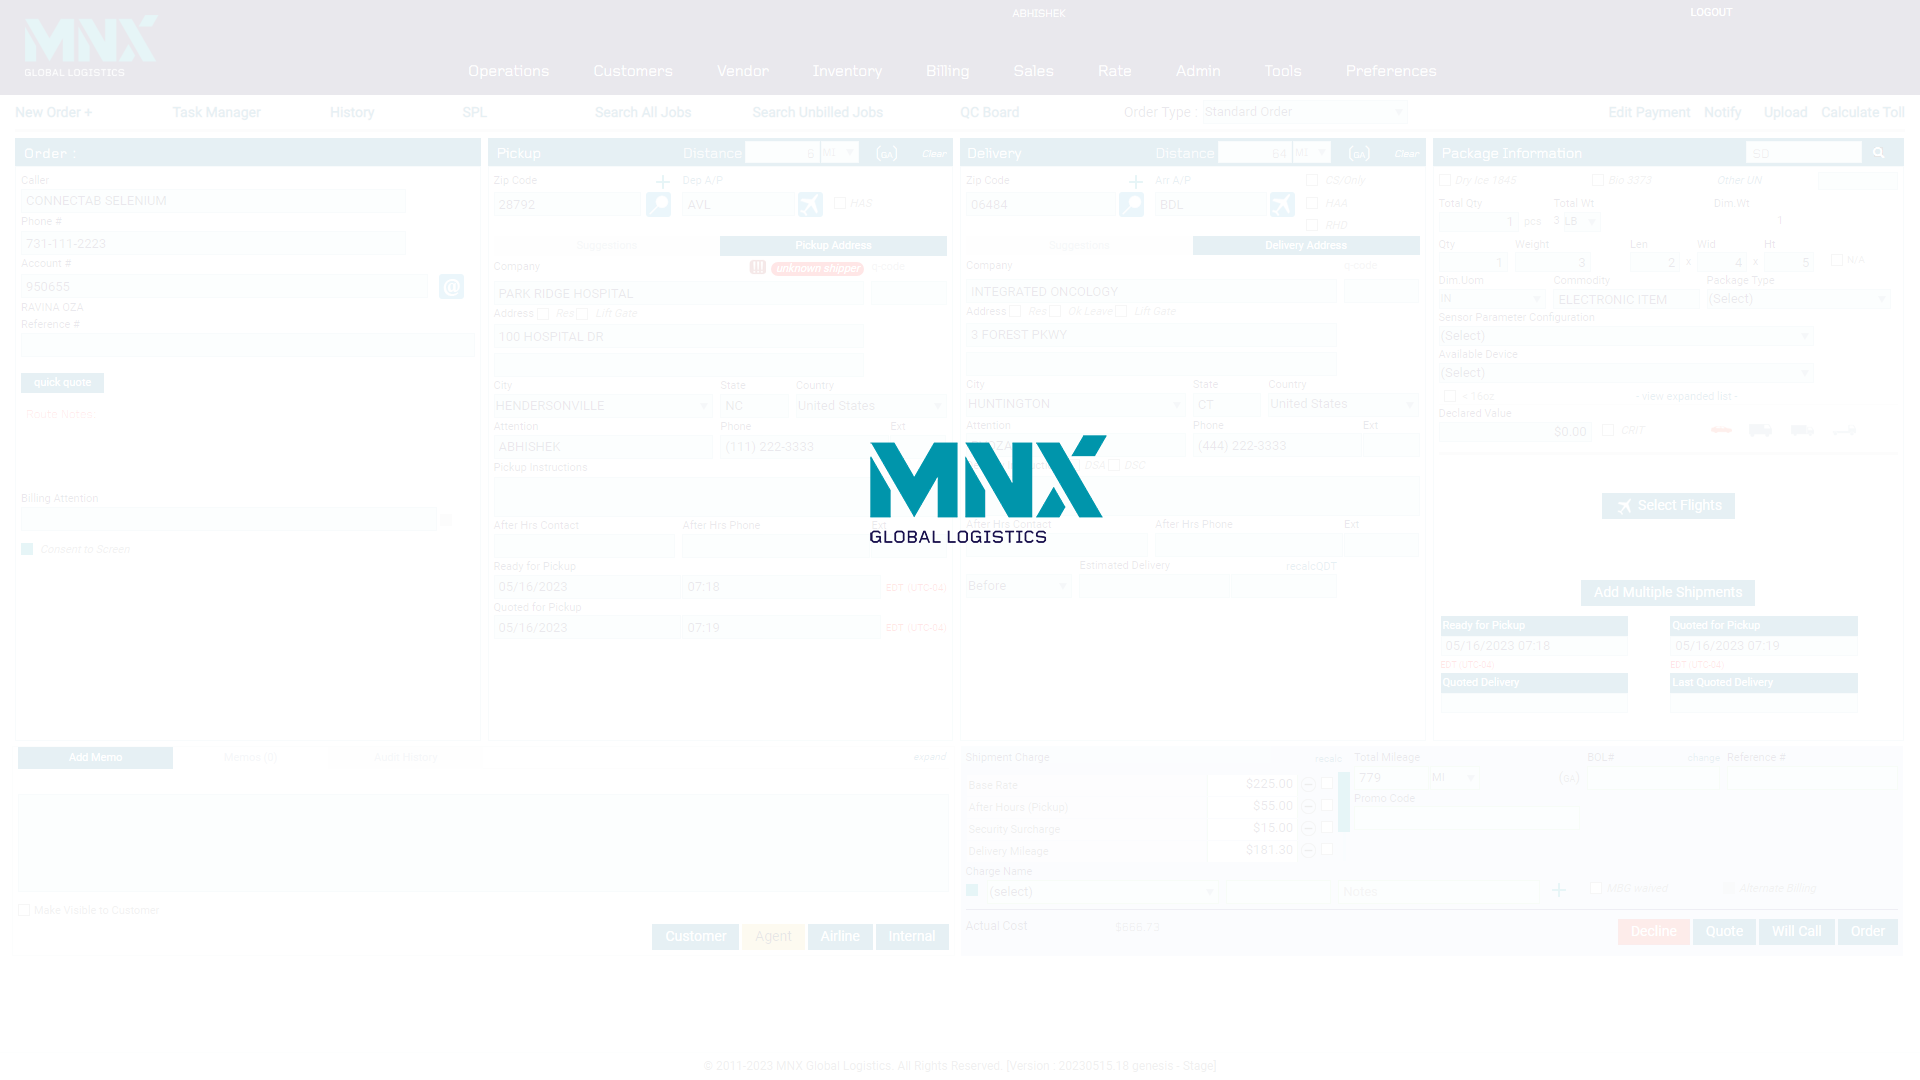 MNX
GLOBAL LOGISTICS
ABHISHEK
LOGOUT
Operations Customers Vendor Inventory Billing Sales Rate Admin Tools Preferences
New Order + Task Manager History SPL Search All Jobs Search Unbilled Jobs QC Board Order Type : Standard Order Edit Payment Notify Upload Calculate Toll
Order :
Caller
CONNECTAB SELENIUM
Phone #
731-111-2223
Account #
950655
@
RAVINA OZA
Reference #
quick quote
Route Notes:
Billing Attention
Consent to Screen
Pickup Distance 6 MI (GA) Clear
Zip Code + Dep A/P
28792 AVL HAS
Suggestions Pickup Address
Company !!! unknown shipper q-code
PARK RIDGE HOSPITAL
Address Res Lift Gate
100 HOSPITAL DR
City State Country
HENDERSONVILLE NC United States
Attention Phone Ext
ABHISHEK (111) 222-3333
Pickup Instructions
After Hrs Contact After Hrs Phone Ext
Ready for Pickup
05/16/2023 07:18 EDT (UTC-04)
Quoted for Pickup
05/16/2023 07:19 EDT (UTC-04)
Delivery Distance 64 MI (GA) Clear
Zip Code + Arr A/P CS/Only
06484 BDL HAA
RHD
Suggestions Delivery Address
Company q-code
INTEGRATED ONCOLOGY
Address Res Ok Leave Lift Gate
3 FOREST PKWY
City State Country
HUNTINGTON CT United States
Attention Phone Ext
(444) 222-3333
DSC
After Hrs Contact After Hrs Phone Ext
Estimated Delivery recalcODT
Before
Package Information SD
Dry Ice 1845 Bio 3373 Other UN
Total Qty Total Wt Dim Wt
1 pcs 3 LB 1
Qty Weight Len Wid Ht
1 3 2 x 4 x 5 N/A
Dim Uom Commodity Package Type
IN ELECTRONIC ITEM (Select)
Sensor Parameter Configuration
(Select)
Available Device
(Select)
< 16oz - view expanded list -
Declared Value
$0.00 CRIT
Select Flights
Add Multiple Shipments
Ready for Pickup Quoted for Pickup
05/16/2023 07:18 05/16/2023 07:19
EDT (UTC-04) EDT (UTC-04)
Quoted Delivery Last Quoted Delivery
MNX
GLOBAL LOGISTICS
Add Memo Memos (0) Audit History expand
Make Visible to Customer
Customer Agent Airline Internal
Shipment Charge recalc Total Mileage BOL# change Reference #
779 MI (GA)
Base Rate $225.00
Promo Code
After Hours (Pickup) $55.00
Security Surcharge $15.00
Delivery Mileage $181.30
Charge Name
(select) Notes + MBG waived Alternate Billing
Actual Cost $686.73 Decline Quote Will Call Order
© 2011-2023 MNX Global Logistics. All Rights Reserved. [Version : 20230515.18 genesis - Stage]